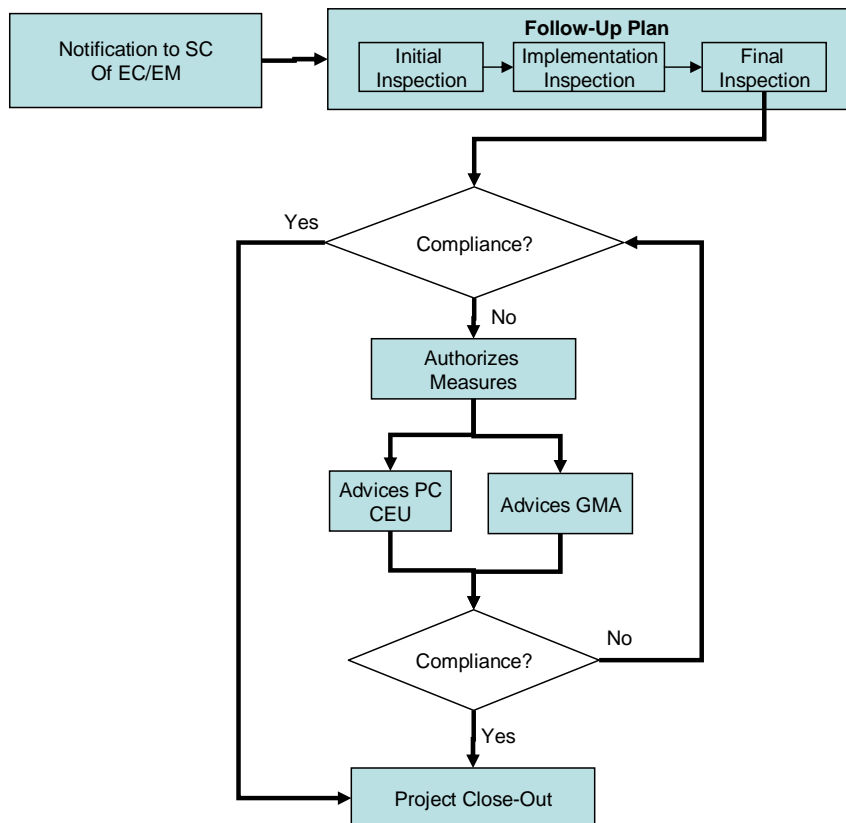 Notification to SC
Of EC/EM
Follow-Up Plan
Initial
Inspection
Implementation
Inspection
Final
Inspection
Yes
Compliance?
No
Authorizes
Measures
Advices PC
CEU
Advices GMA
Compliance?
No
Yes
Project Close-Out